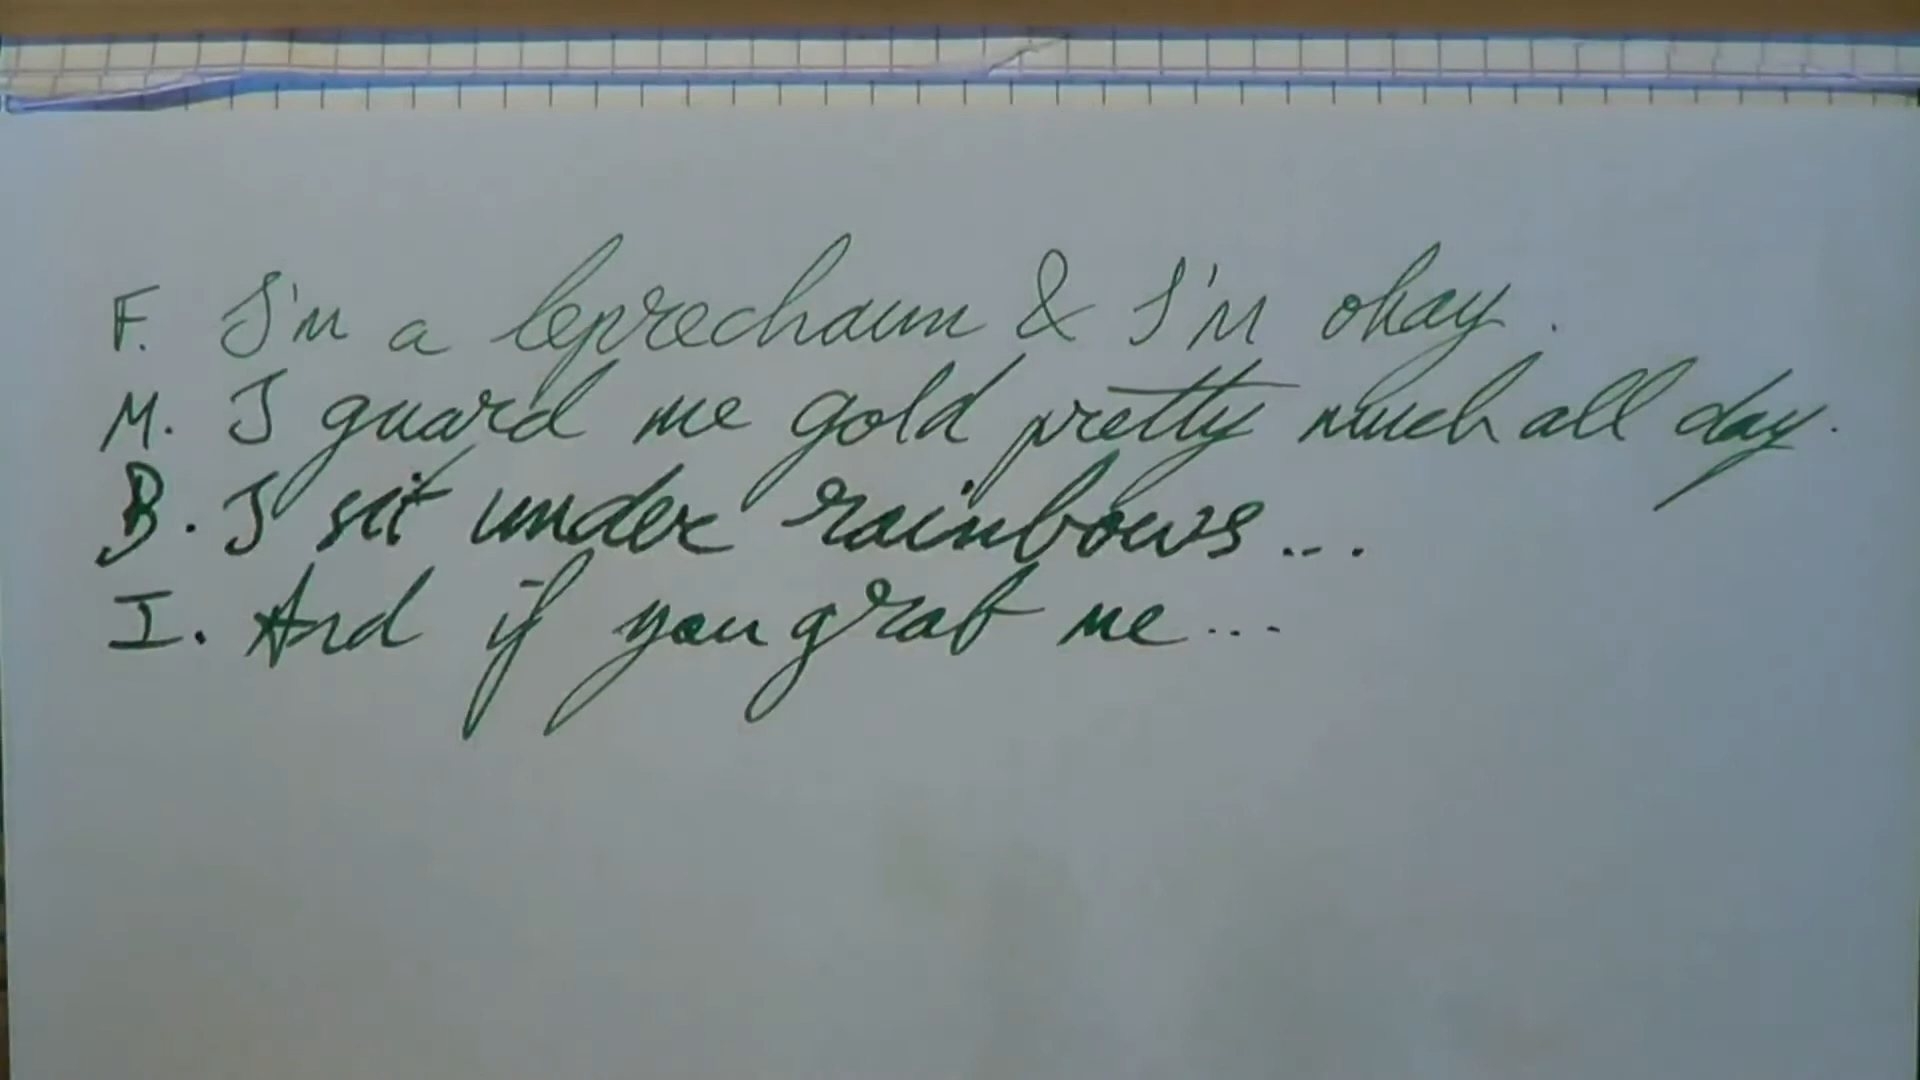 F. I'm a leprechaun & I'm okay.
M. I guard me gold pretty much all day.
B. I sit under rainbows...
I. And if you grab me...